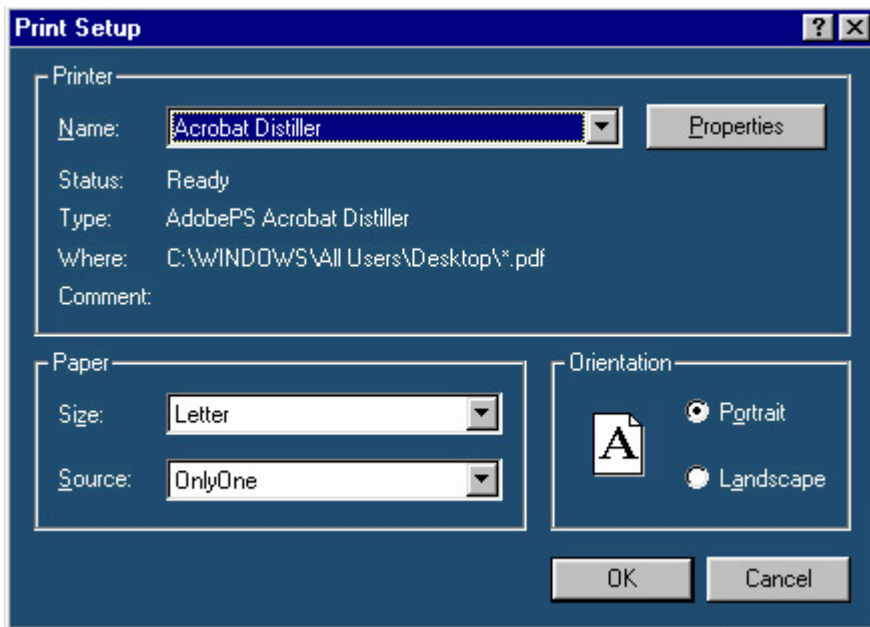 Print Setup
Printer
Name: Acrobat Distiller Properties
Status: Ready
Type: AdobePS Acrobat Distiller
Where: C:\WINDOWS\All Users\Desktop\*.pdf
Comment:
Paper
Size: Letter
Source: OnlyOne
Orientation
A
Portrait
Landscape
OK Cancel